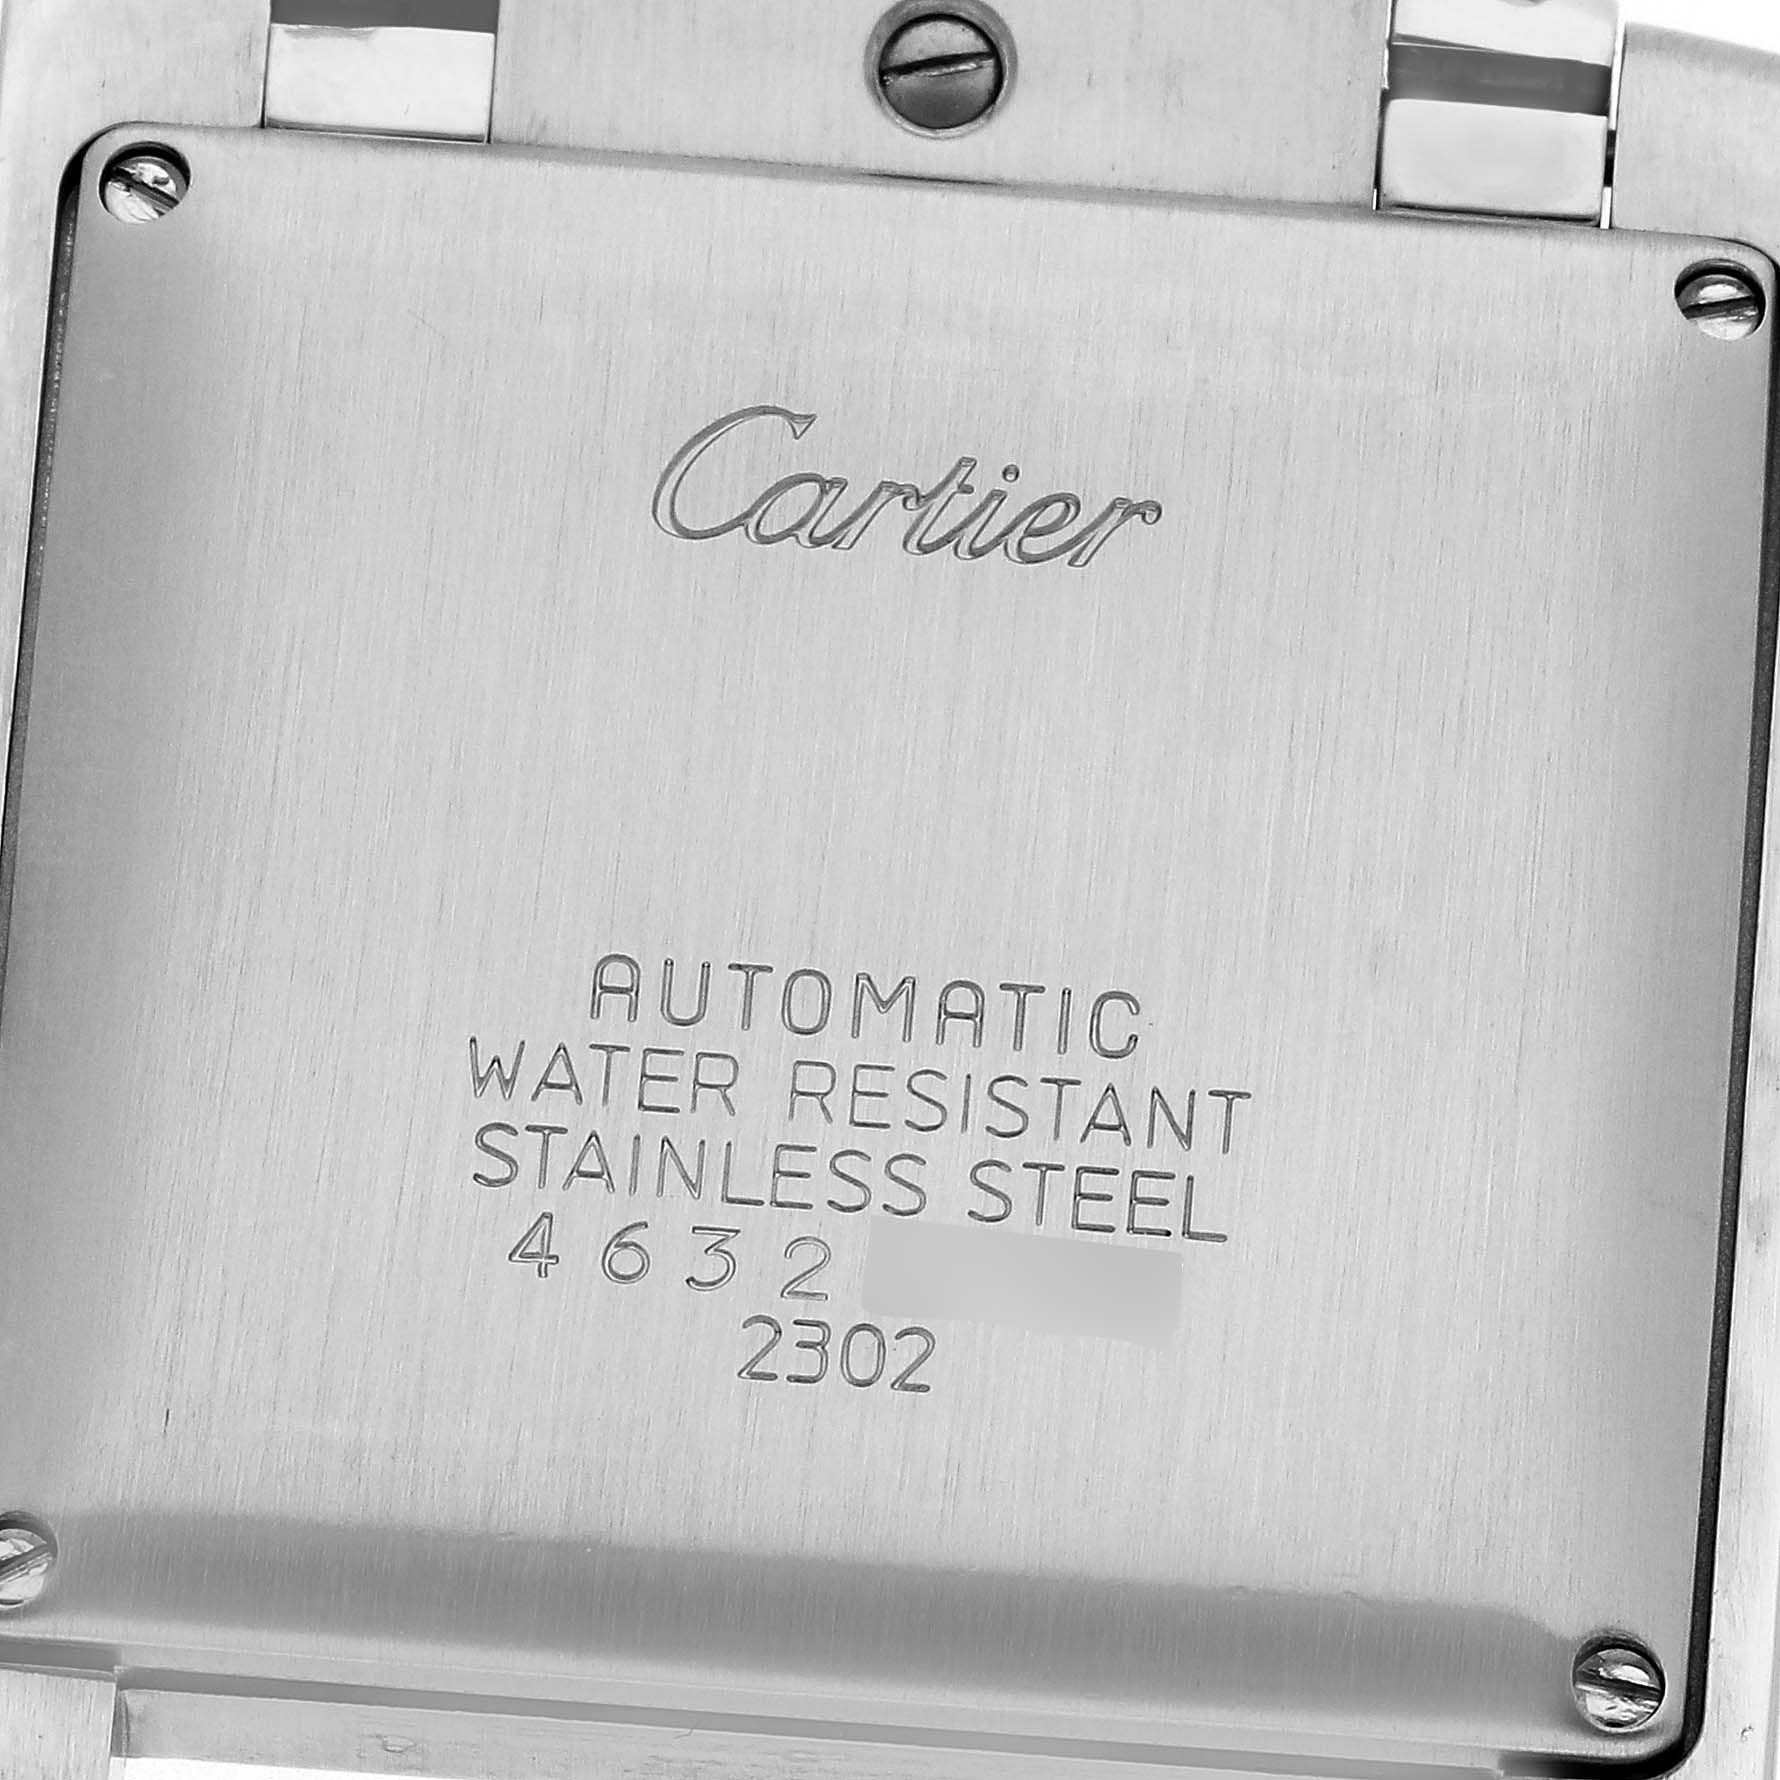 Cartier
AUTOMATIC
WATER RESISTANT
STAINLESS STEEL
4632
2302